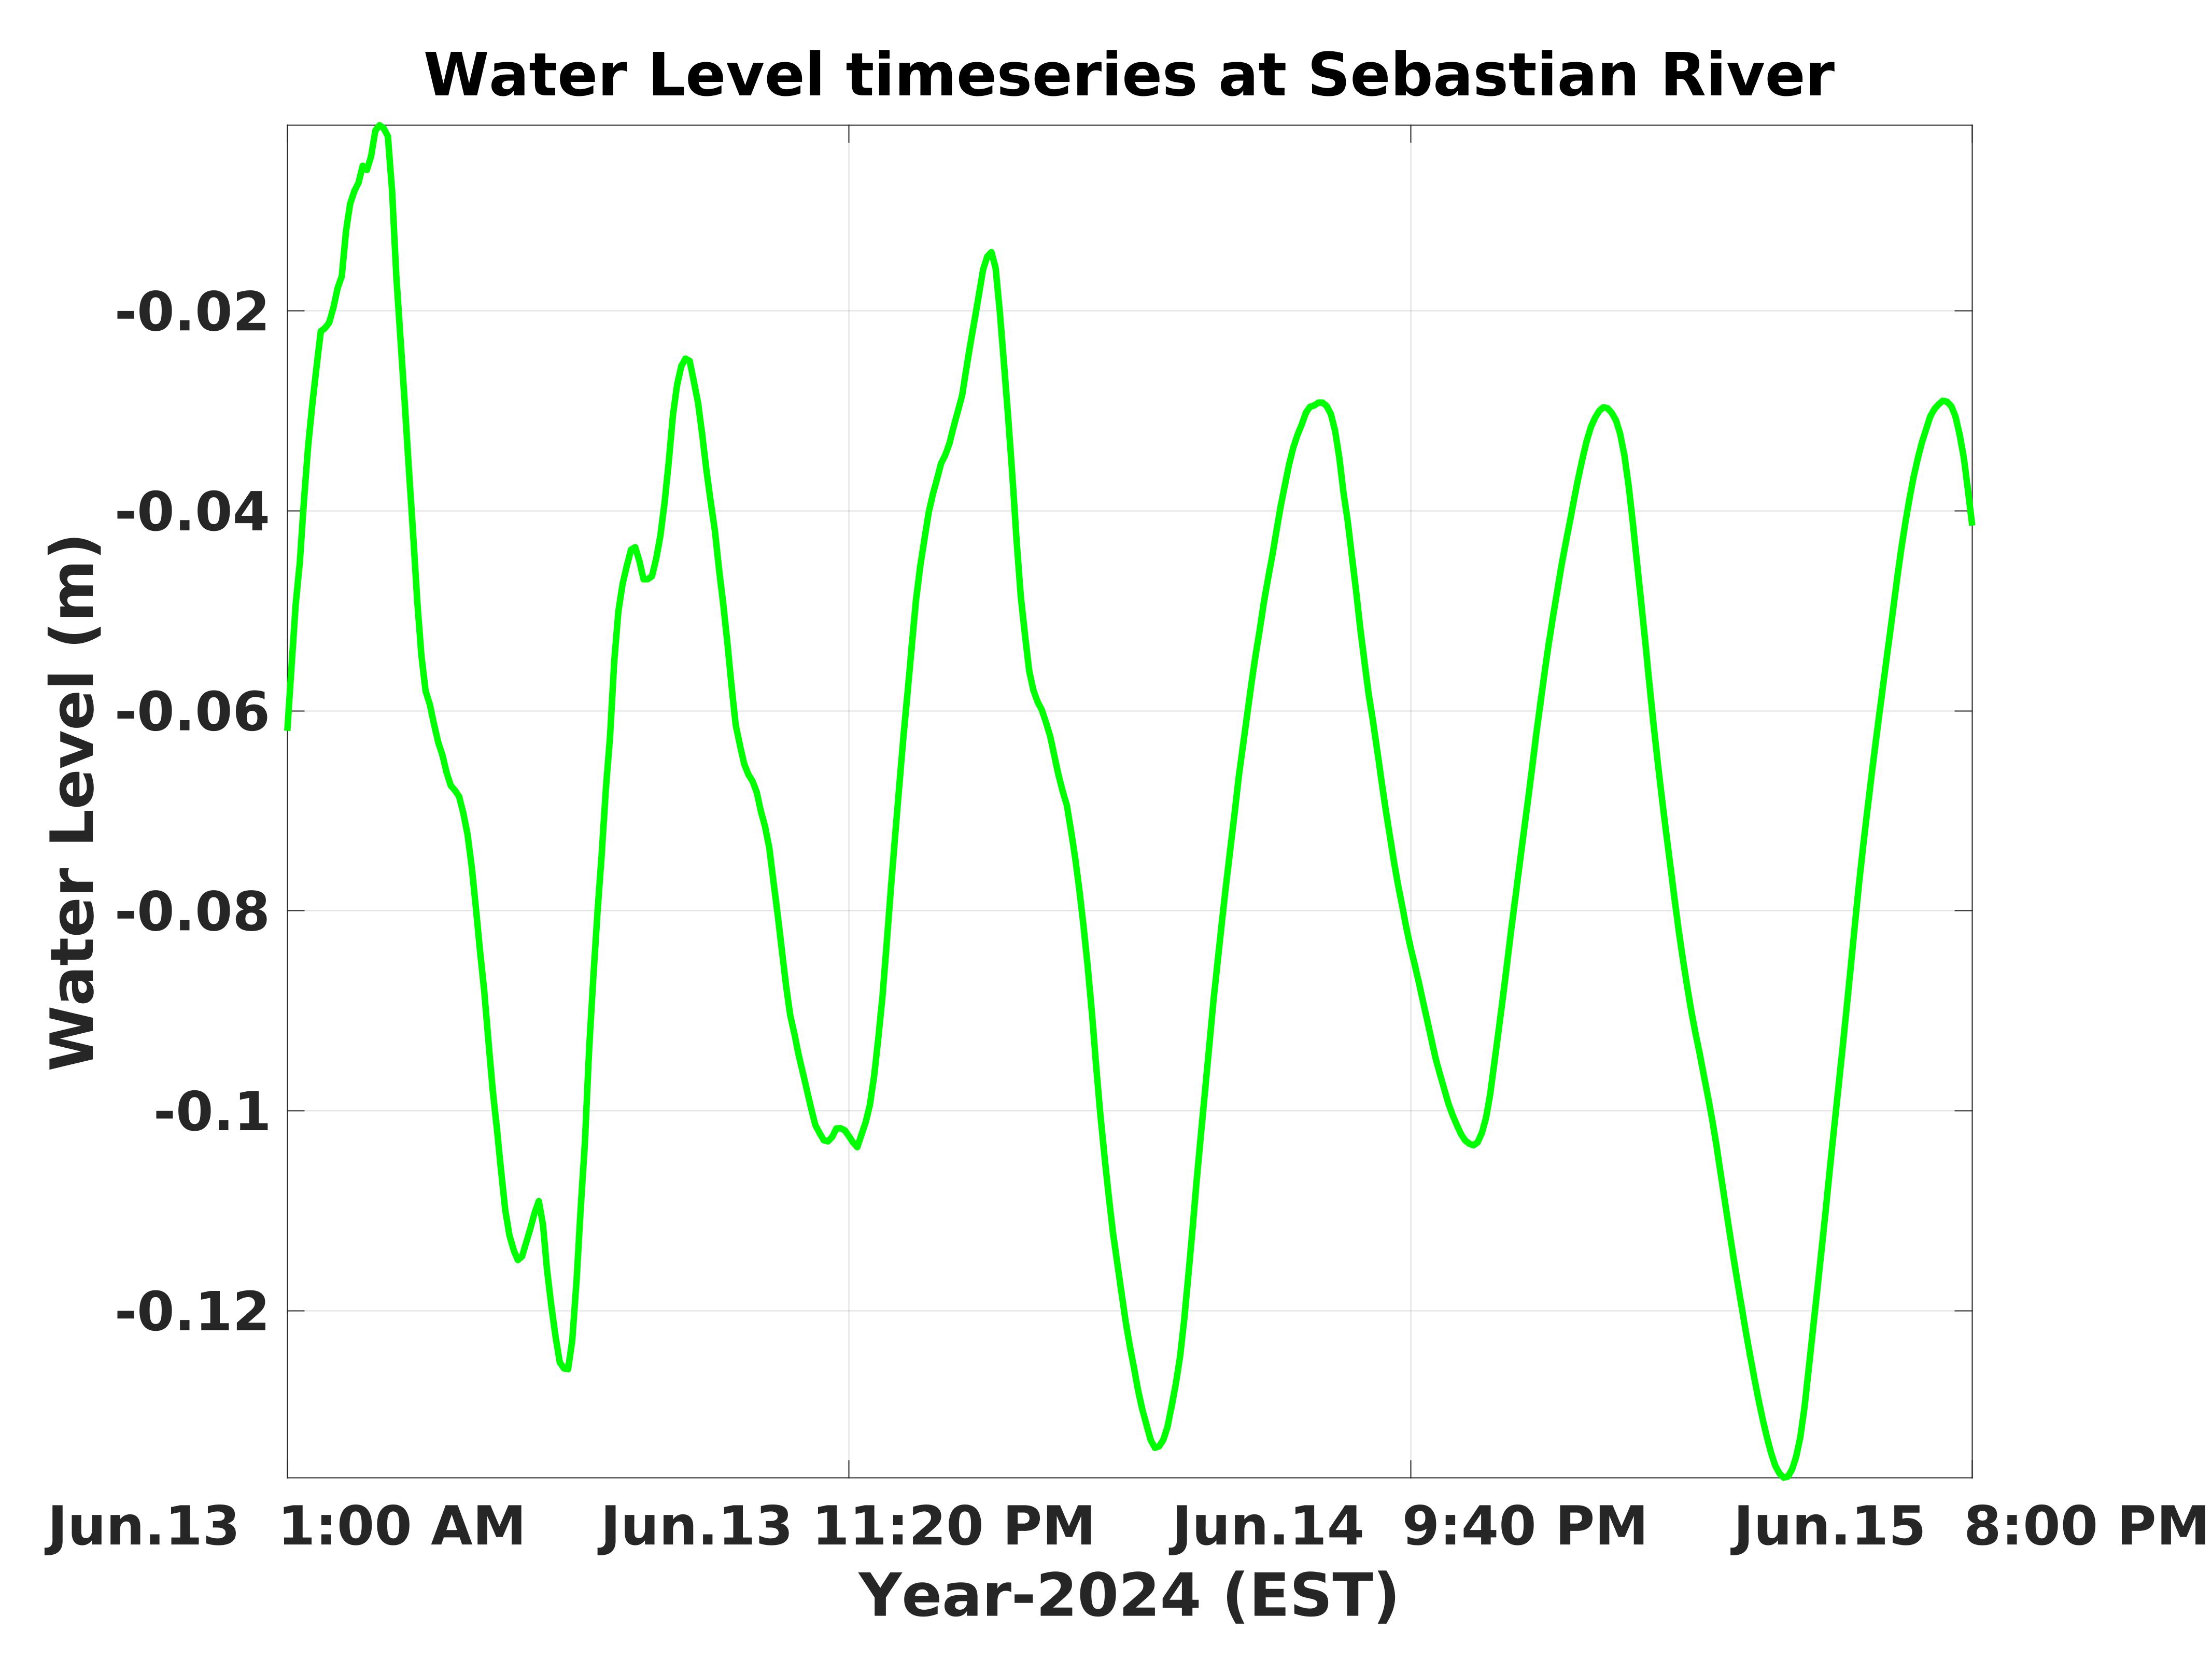 Water Level timeseries at Sebastian River
Water Level (m)
-0.02
-0.04
-0.06
-0.08
-0.1
-0.12
Jun.13 1:00 AM
Jun.13 11:20 PM
Jun.14 9:40 PM
Jun.15 8:00 PM
Year-2024 (EST)